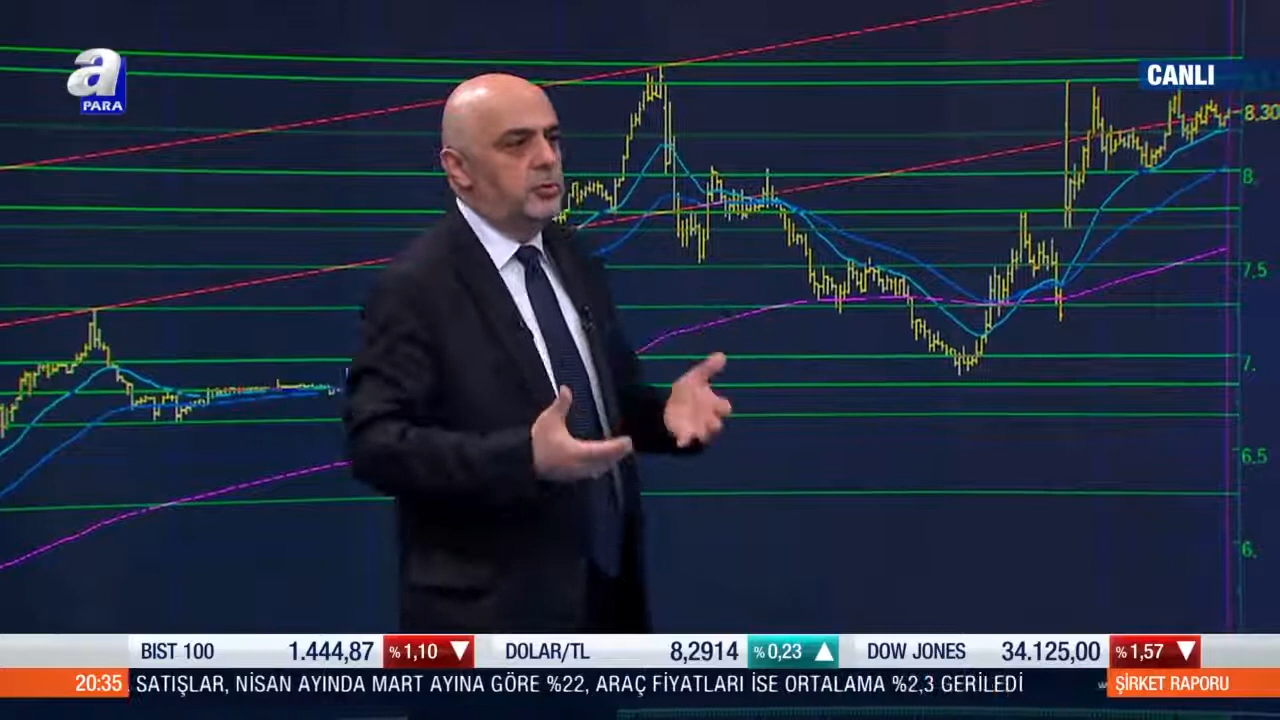 a
PARA
CANLI
8.30
8.
7.5
7.
6.5
6.
BIST 100 1.444,87 %1,10 ▼ DOLAR/TL 8,2914 %0,23 ▲ DOW JONES 34.125,00 %1,57 ▼
20:35 SATIŞLAR, NİSAN AYINDA MART AYINA GÖRE %22, ARAÇ FİYATLARI İSE ORTALAMA %2,3 GERİLEDİ ŞİRKET RAPORU